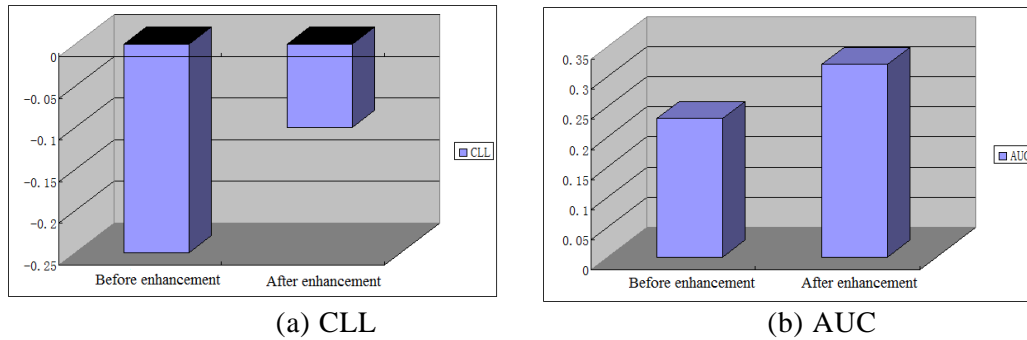 0
-0.05
-0.1
-0.15
-0.2
-0.25
Before enhancement After enhancement
CLL
(a) CLL
0.35
0.3
0.25
0.2
0.15
0.1
0.05
0
Before enhancement After enhancement
AUC
(b) AUC